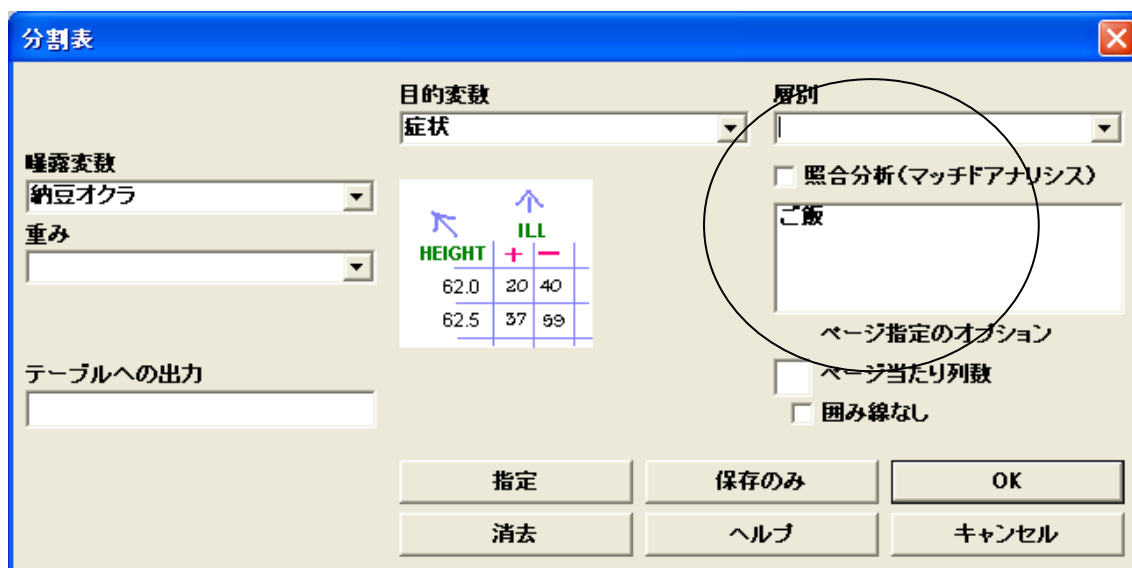 分割表
目的変数
症状
層別
曝露変数
納豆オクラ
重み
照合分析(マッチドアナリシス)
ご飯
ILL
HEIGHT + −
62.0 20 40
62.5 37 59
ページ指定のオプション
ページ当たり列数
囲み線なし
テーブルへの出力
指定 保存のみ OK
消去 ヘルプ キャンセル